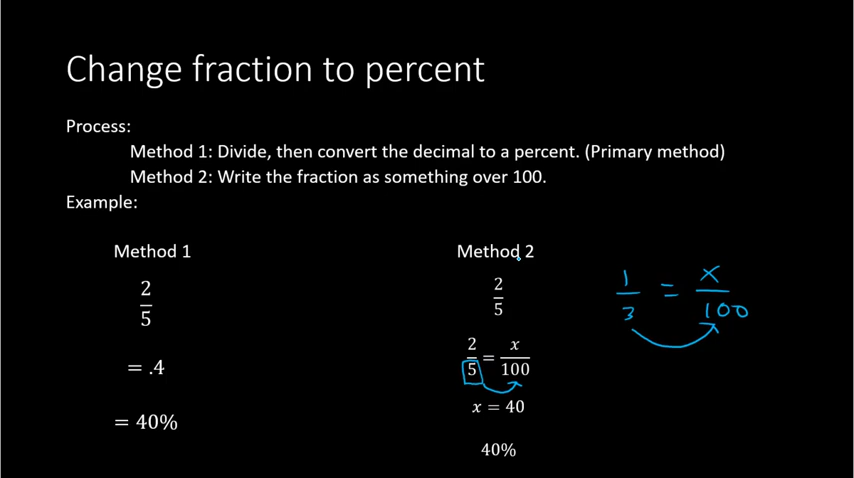 Change fraction to percent
Process:
Method 1: Divide, then convert the decimal to a percent. (Primary method)
Method 2: Write the fraction as something over 100.
Example:
Method 1
2
5
= .4
= 40%
Method 2
2
5
2/5 = x/100
x = 40
40%
1/3 = x/100